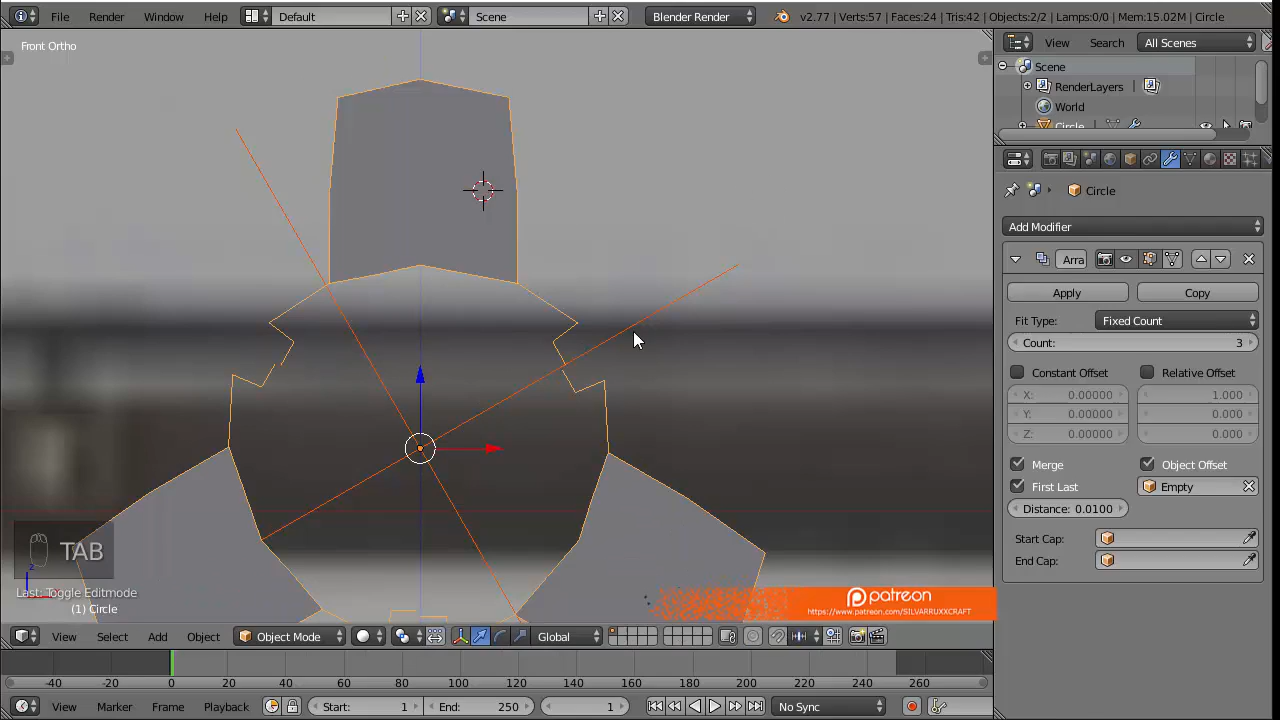 File Render Window Help Default Scene Blender Render v2.77 | Verts:57 | Faces:24 | Tris:42 | Objects:2/2 | Lamps:0/0 | Mem:15.02M | Circle
Front Ortho
View Search All Scenes
Scene
RenderLayers
World
Circle
Circle
Add Modifier
Arra
Apply Copy
Fit Type: Fixed Count
Count: 3
Constant Offset Relative Offset
X: 0.00000 1.000
Y: 0.00000 0.000
Z: 0.00000 0.000
Merge Object Offset
First Last Empty
Distance: 0.0100
Start Cap:
End Cap:
TAB
Last: Toggle Editmode
(1) Circle
z
patreon
https://www.patreon.com/SILVARRUXXCRAFT
View Select Add Object Object Mode Global
-40 -20 0 20 40 60 80 100 120 140 160 180 200 220 240 260
View Marker Frame Playback Start: 1 End: 250 1 No Sync